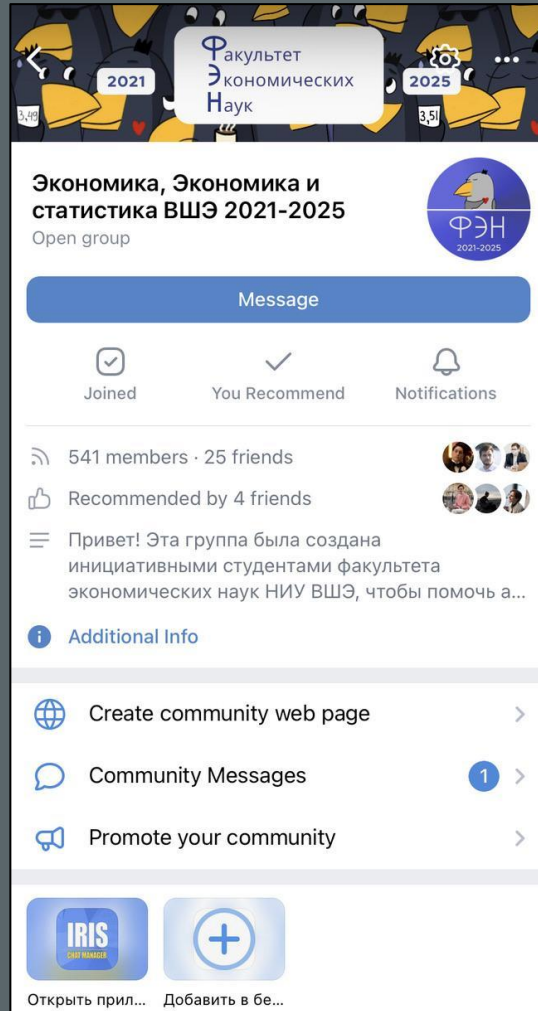 Факультет
Экономических
Наук
2021
2025
3,49
3,51
Экономика, Экономика и
статистика ВШЭ 2021-2025
Open group
ФЭН
2021-2025
Message
Joined
You Recommend
Notifications
541 members · 25 friends
Recommended by 4 friends
Привет! Эта группа была создана
инициативными студентами факультета
экономических наук НИУ ВШЭ, чтобы помочь а...
Additional Info
Create community web page
Community Messages
1
Promote your community
IRIS
CHAT MANAGER
Открыть прил...
Добавить в бе...